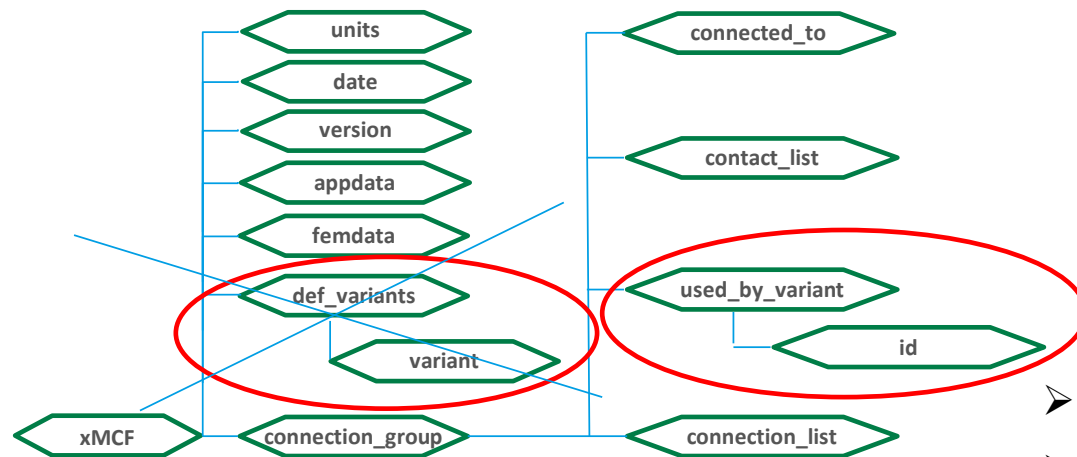 units
date
version
appdata
femdata
def_variants
variant
xMCF
connection_group
connected_to
contact_list
used_by_variant
id
connection_list